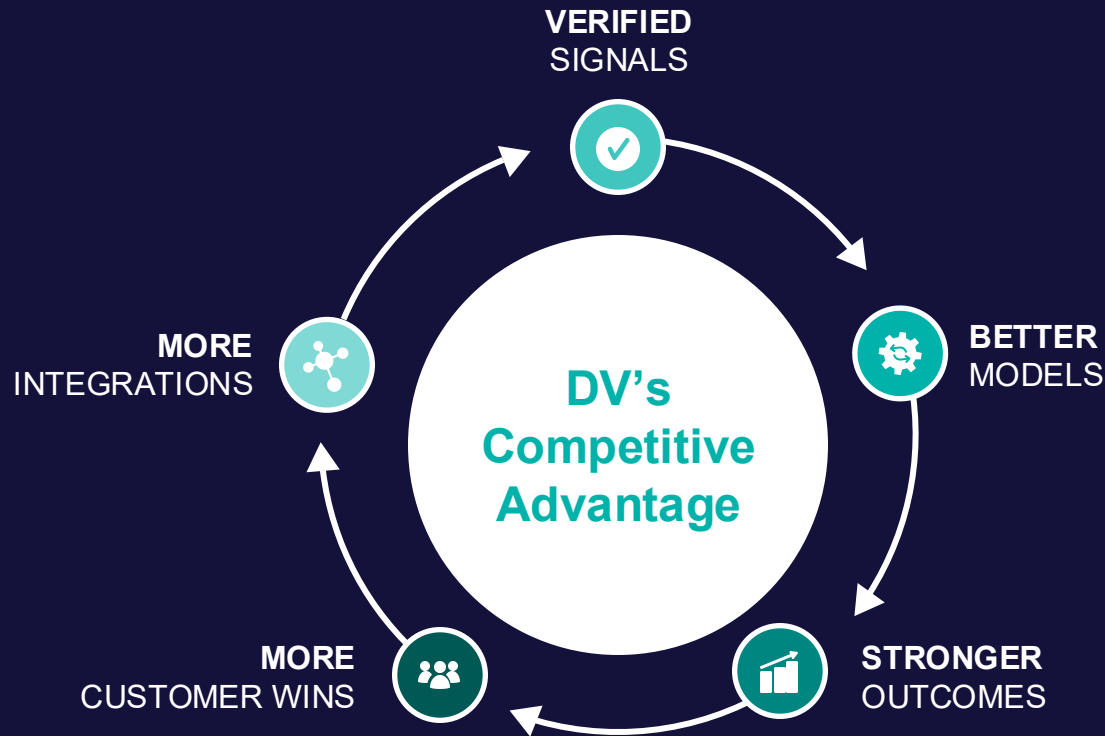 VERIFIED
SIGNALS
BETTER
MODELS
STRONGER
OUTCOMES
MORE
CUSTOMER WINS
MORE
INTEGRATIONS
DV’s
Competitive
Advantage